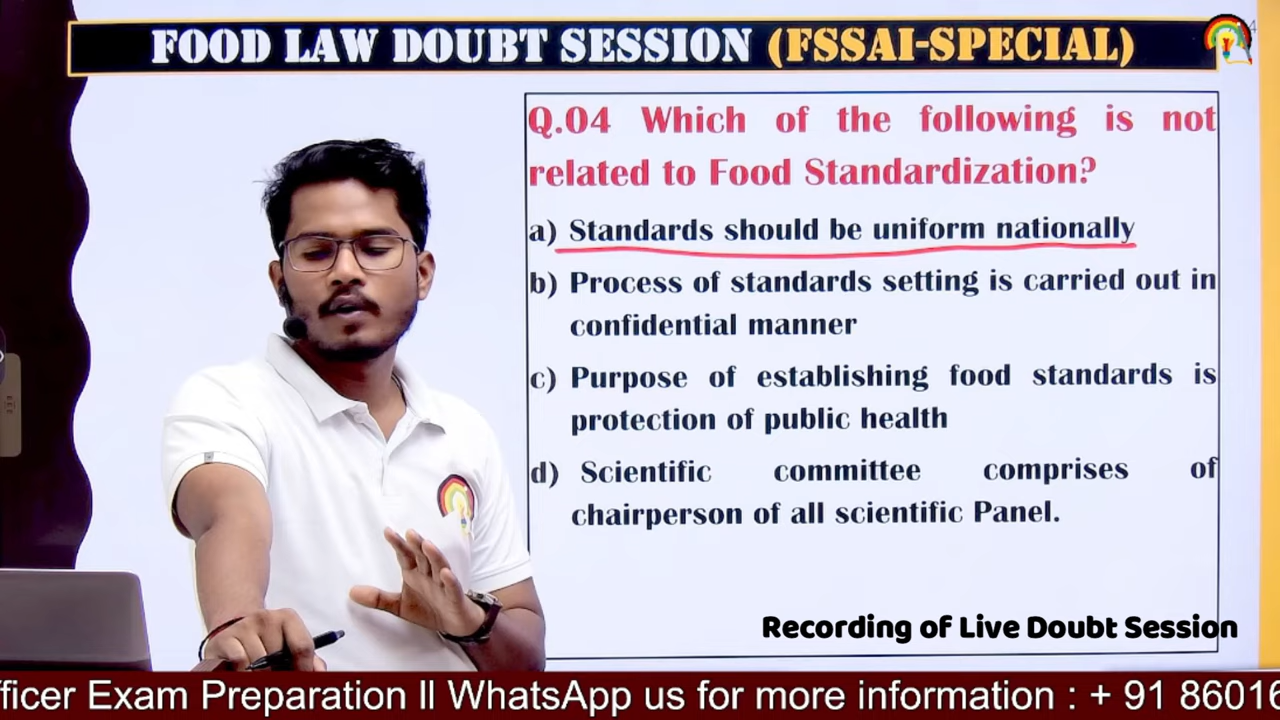 FOOD LAW DOUBT SESSION (FSSAI-SPECIAL)
Q.04 Which of the following is not
related to Food Standardization?
a) Standards should be uniform nationally
b) Process of standards setting is carried out in
confidential manner
c) Purpose of establishing food standards is
protection of public health
d) Scientific committee comprises of
chairperson of all scientific Panel.
Recording of Live Doubt Session
fficer Exam Preparation II WhatsApp us for more information : + 91 86016